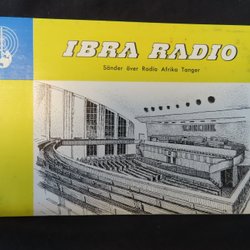 IBRA RADIO
Sänder över Radio Afrika Tanger